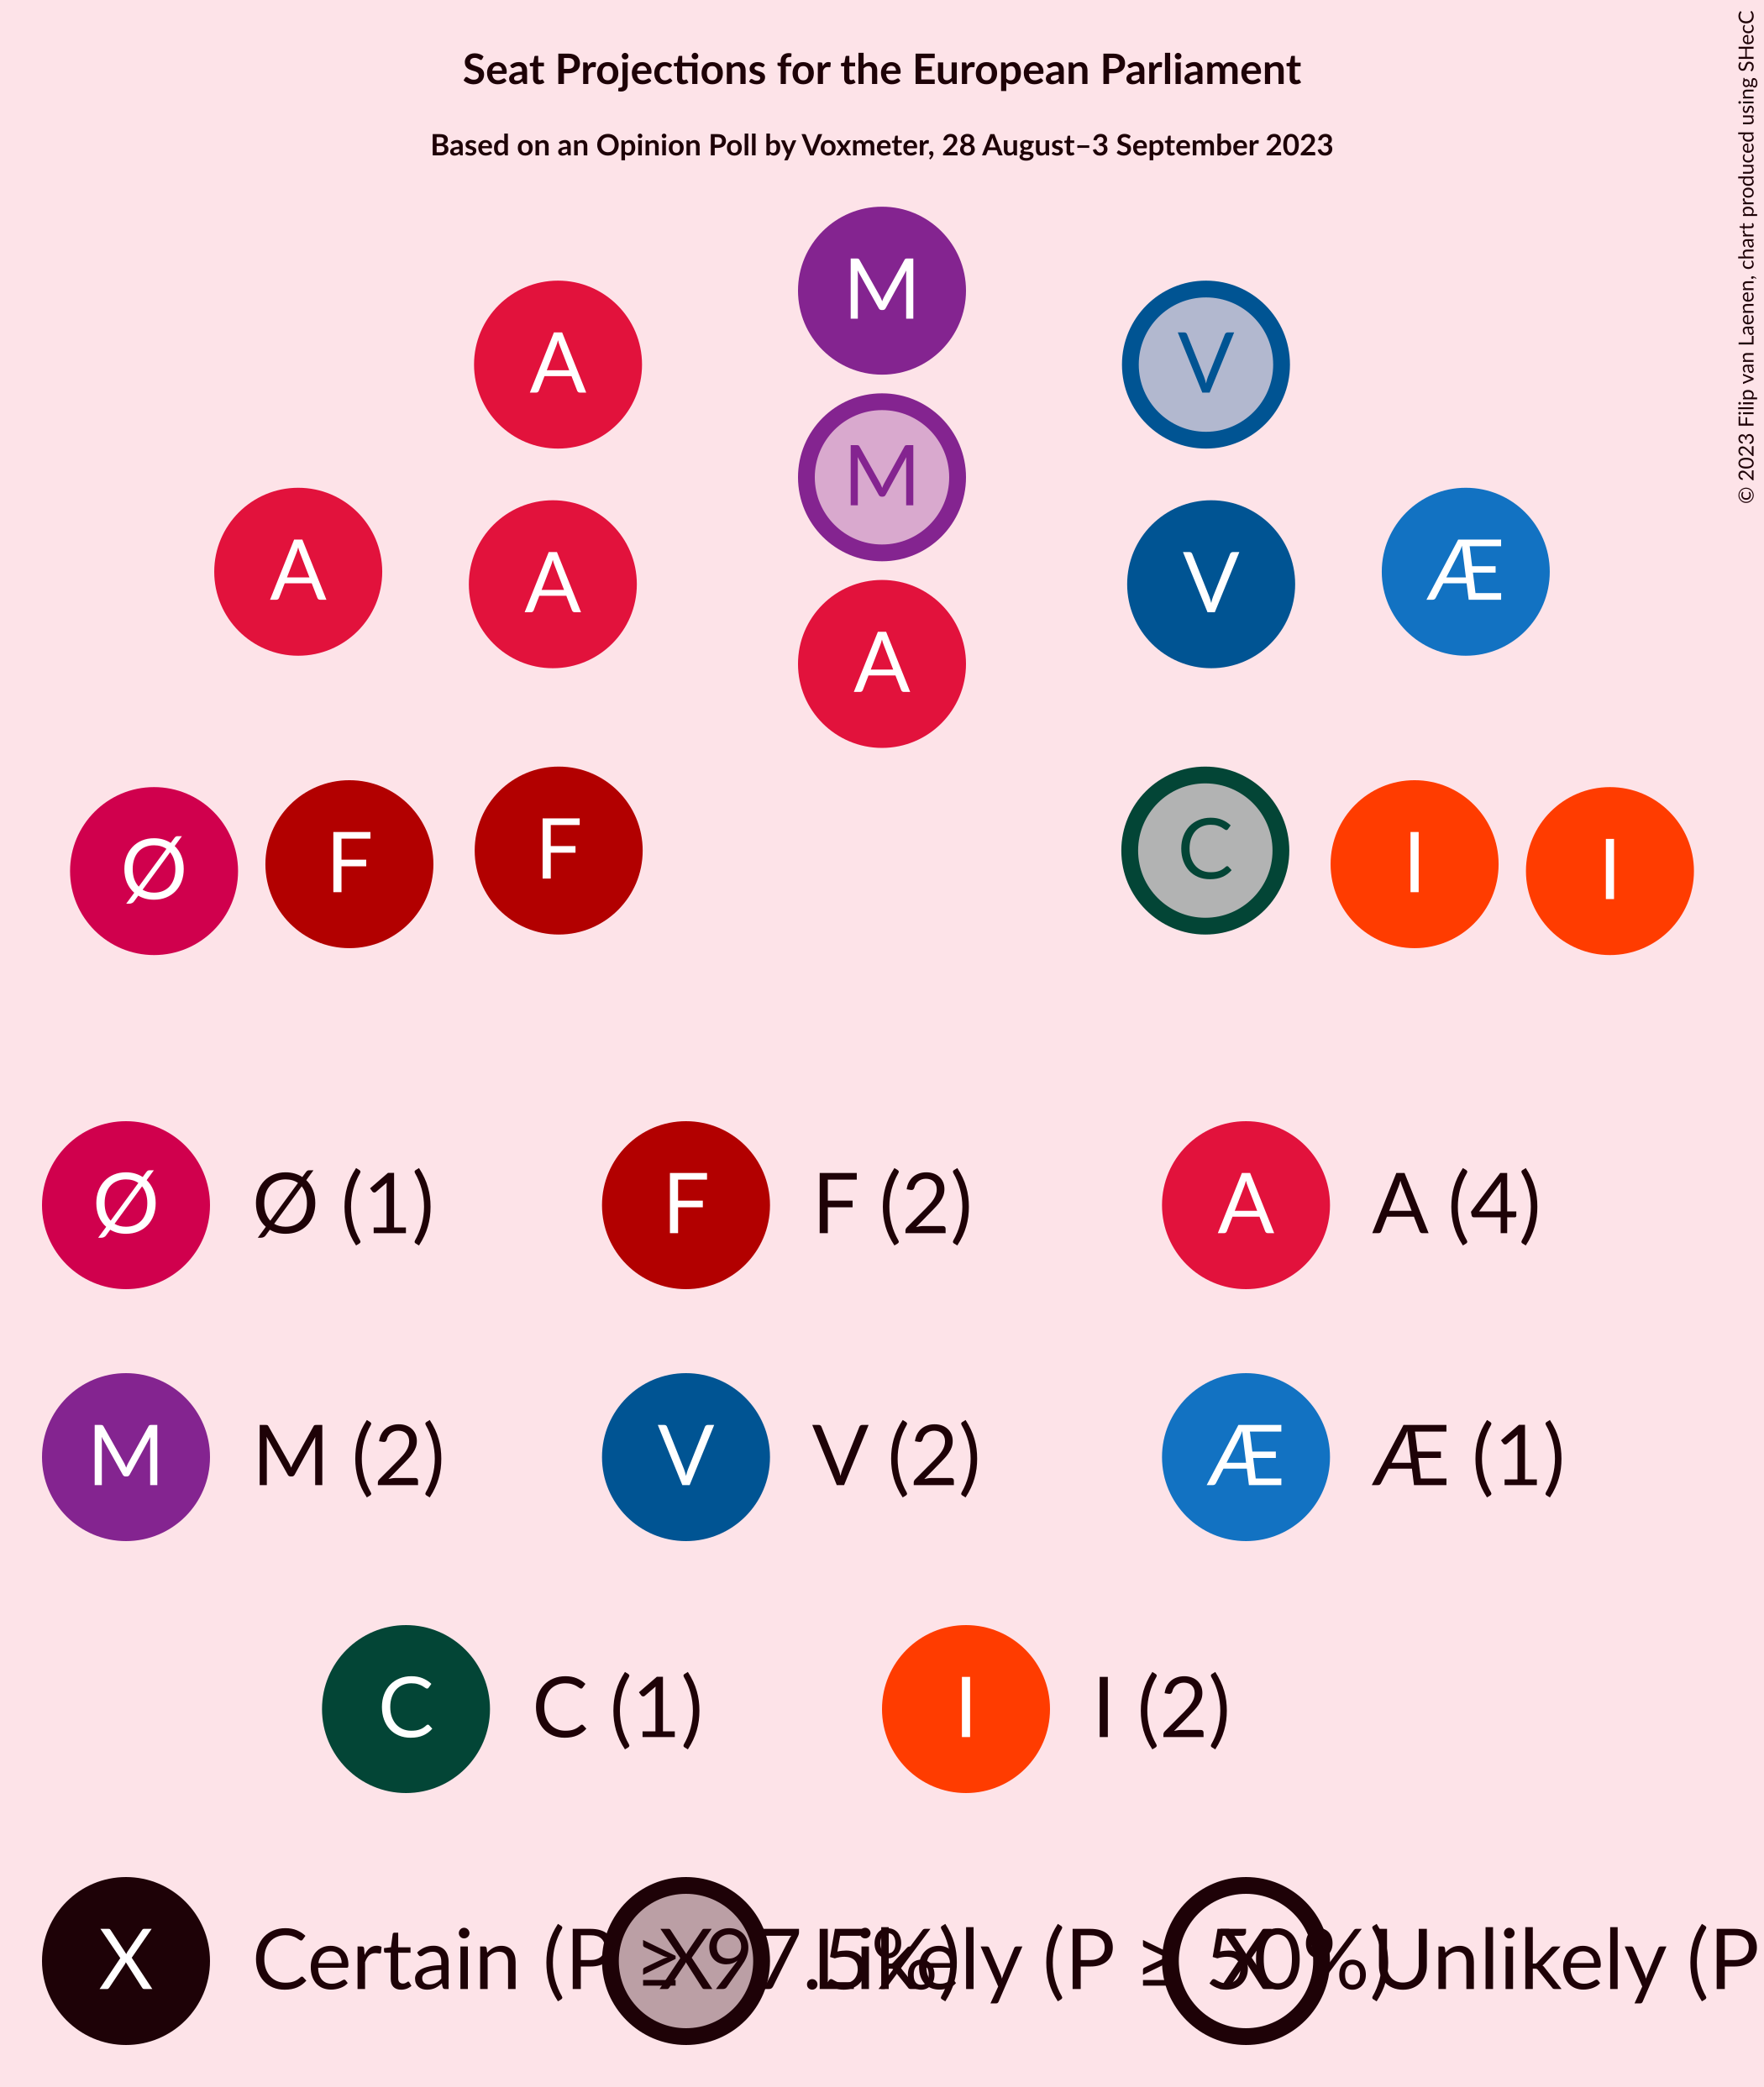 Seat Projections for the European Parliament
Based on an Opinion Poll by Voxmeter, 28 August–3 September 2023
© 2023 Filip van Laenen, chart produced using SHecC
M
A
V
M
A
A
V
Æ
A
Ø
F
F
C
I
I
Ø Ø (1)
F F (2)
A A (4)
M M (2)
V V (2)
Æ Æ (1)
C C (1)
I I (2)
X Certain (P ≥ 97.5%)
X Likely (P ≥ 50%)
X Unlikely (P